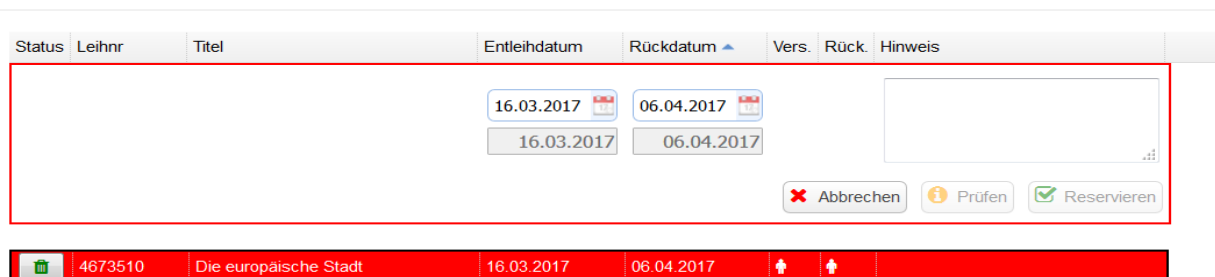 Status Leihnr Titel Entleihdatum Rückdatum Vers. Rück. Hinweis
16.03.2017 06.04.2017
16.03.2017 06.04.2017
Abbrechen Prüfen Reservieren
4673510 Die europäische Stadt 16.03.2017 06.04.2017